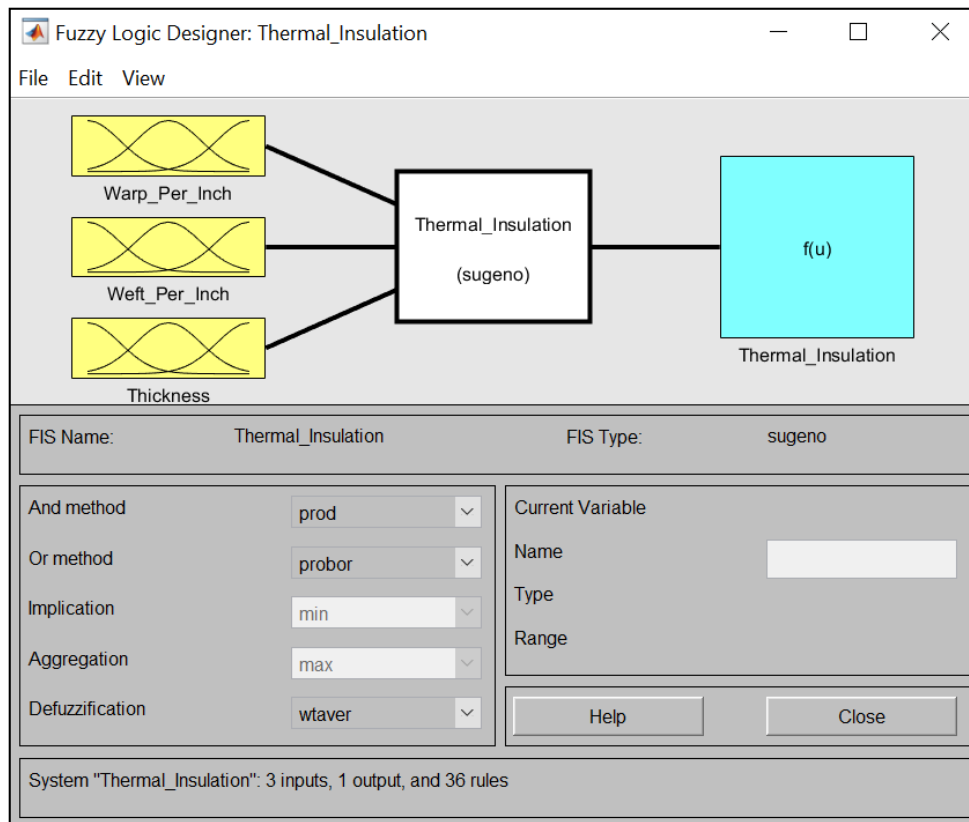 Fuzzy Logic Designer: Thermal_Insulation
File Edit View
Warp_Per_Inch
Weft_Per_Inch
Thickness
Thermal_Insulation
(sugeno)
f(u)
Thermal_Insulation
FIS Name: Thermal_Insulation FIS Type: sugeno
And method prod
Or method probor
Implication min
Aggregation max
Defuzzification wtaver
Current Variable
Name
Type
Range
Help Close
System "Thermal_Insulation": 3 inputs, 1 output, and 36 rules